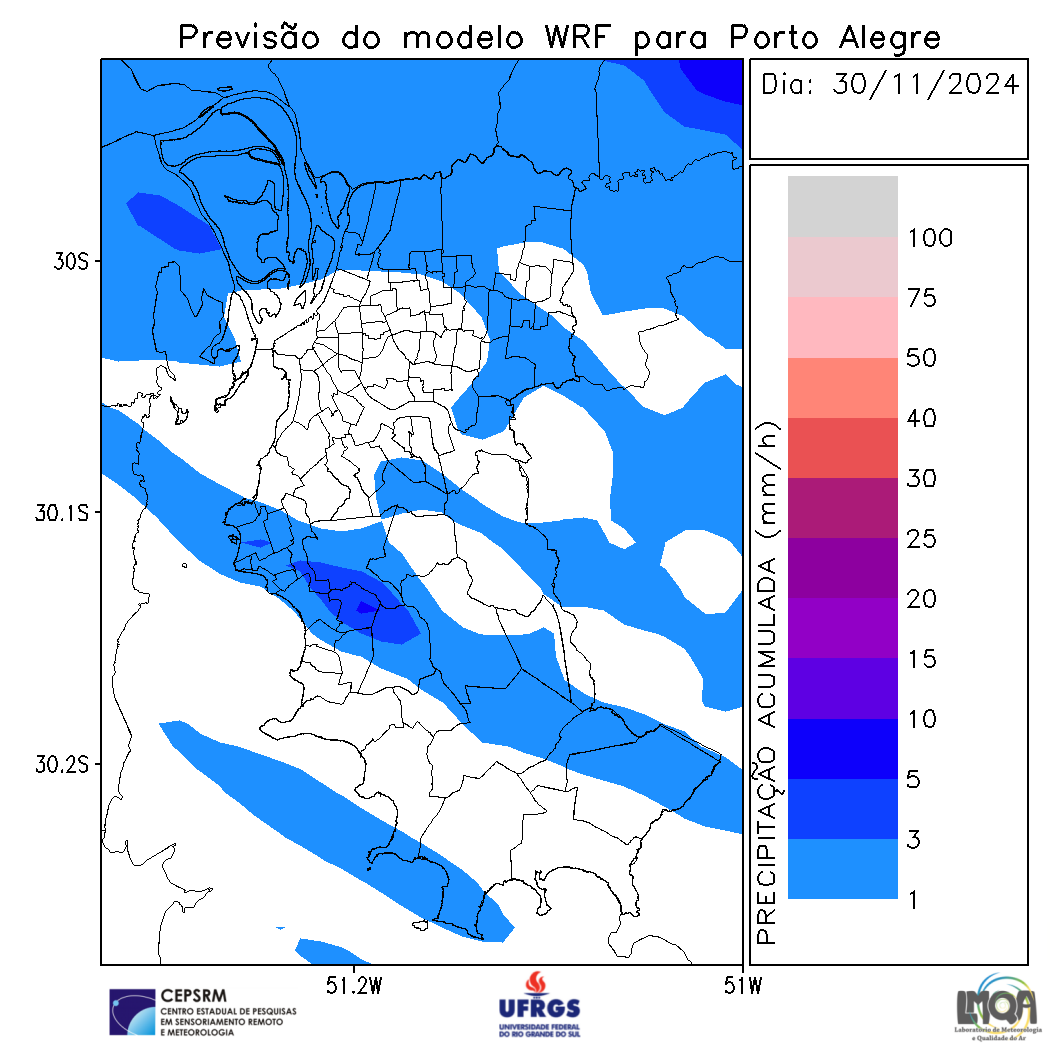 Previsão do modelo WRF para Porto Alegre
Dia: 30/11/2024
30S
30.1S
30.2S
51.2W
51W
PRECIPITAÇÃO ACUMULADA (mm/h)
100
75
50
40
30
25
20
15
10
5
3
1
CEPSRM
CENTRO ESTADUAL DE PESQUISAS
EM SENSORIAMENTO REMOTO
E METEOROLOGIA
UFRGS
UNIVERSIDADE FEDERAL
DO RIO GRANDE DO SUL
LMQA
Laboratório de Meteorologia
e Qualidade do Ar